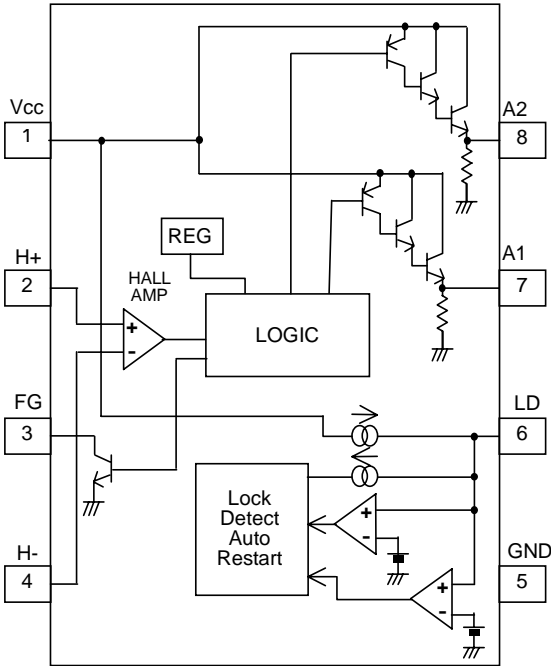 Vcc
1
A2
8
REG
H+
2
HALL
AMP
A1
7
+
-
LOGIC
FG
3
LD
6
Lock
Detect
Auto
Restart
+
-
H-
4
GND
5
+
-